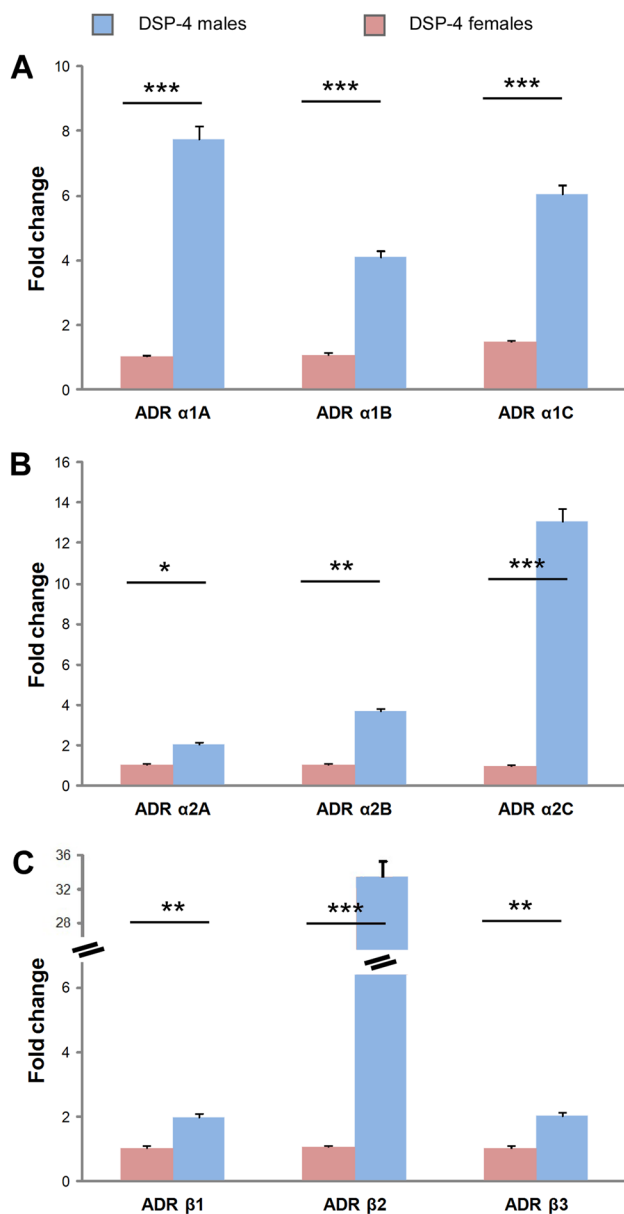 DSP-4 males DSP-4 females
A
Fold change
10
8
6
4
2
0
*** *** ***
ADR α1A ADR α1B ADR α1C
B
Fold change
16
14
12
10
8
6
4
2
0
* ** ***
ADR α2A ADR α2B ADR α2C
C
Fold change
36
32
28
6
4
2
0
** *** **
ADR β1 ADR β2 ADR β3